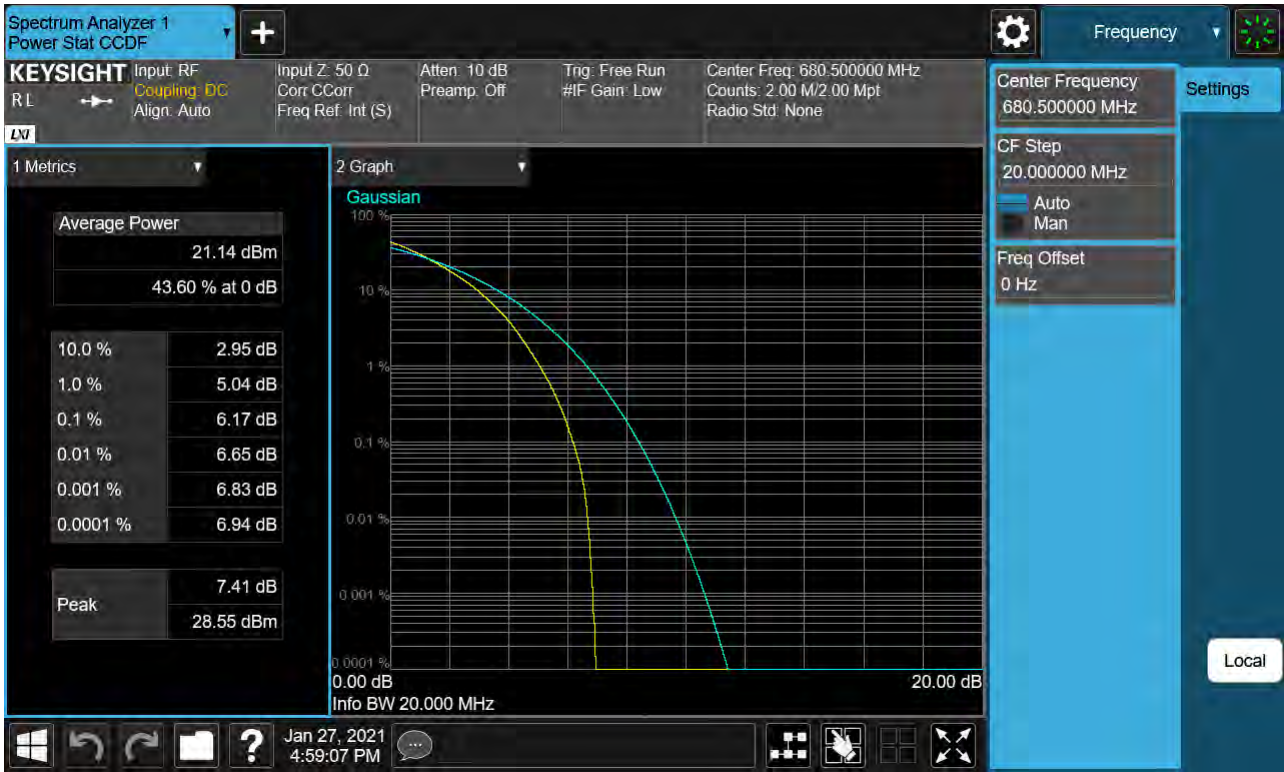 Spectrum Analyzer 1
Power Stat CCDF
+
Frequency
KEYSIGHT
RL
LXI
Input: RF
Coupling: DC
Align: Auto
Input Z: 50 Ω
Corr CCorr
Freq Ref: Int (S)
Atten: 10 dB
Preamp: Off
Trig: Free Run
#IF Gain: Low
Center Freq: 680.500000 MHz
Counts: 2.00 M/2.00 Mpt
Radio Std: None
Center Frequency
680.500000 MHz
Settings
CF Step
20.000000 MHz
Auto
Man
Freq Offset
0 Hz
Local
1 Metrics
Average Power
21.14 dBm
43.60 % at 0 dB
10.0 % 2.95 dB
1.0 % 5.04 dB
0.1 % 6.17 dB
0.01 % 6.65 dB
0.001 % 6.83 dB
0.0001 % 6.94 dB
Peak
7.41 dB
28.55 dBm
2 Graph
Gaussian
100 %
10 %
1 %
0.1 %
0.01 %
0.001 %
0.0001 %
0.00 dB 20.00 dB
Info BW 20.000 MHz
?
Jan 27, 2021
4:59:07 PM